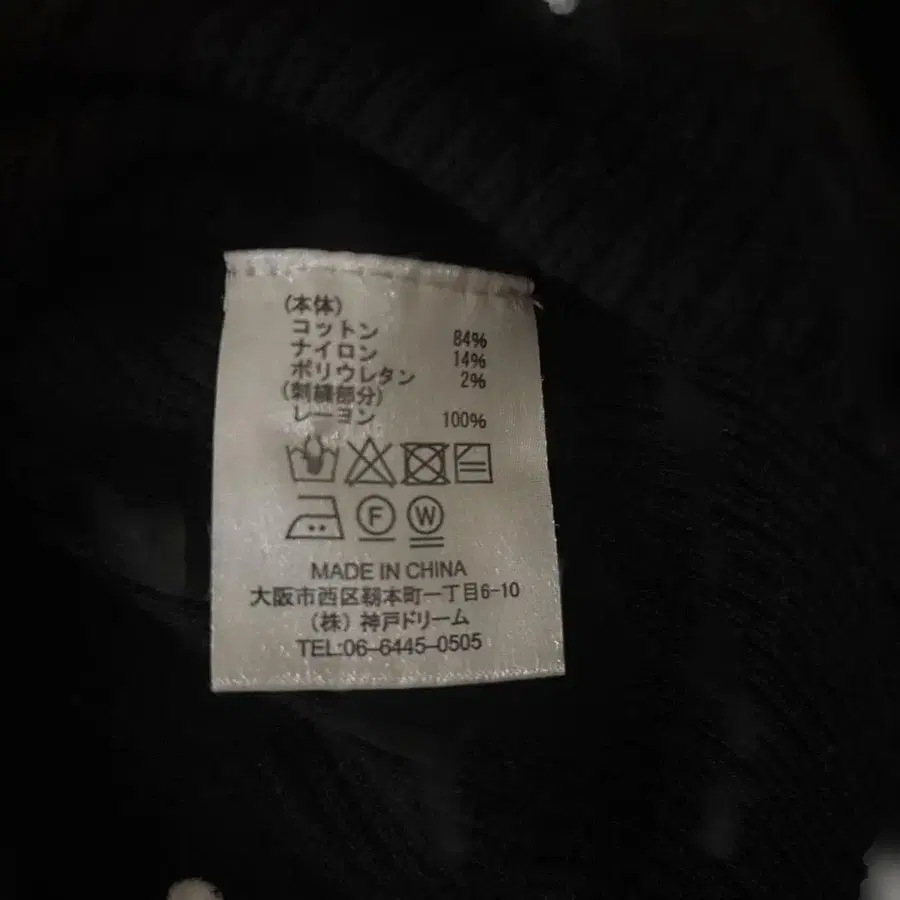 (本体)
コットン 84%
ナイロン 14%
ポリウレタン 2%
(刺繍部分)
レーヨン 100%
F W
MADE IN CHINA
大阪市西区靱本町一丁目6-10
(株) 神戸ドリーム
TEL:06-6445-0505